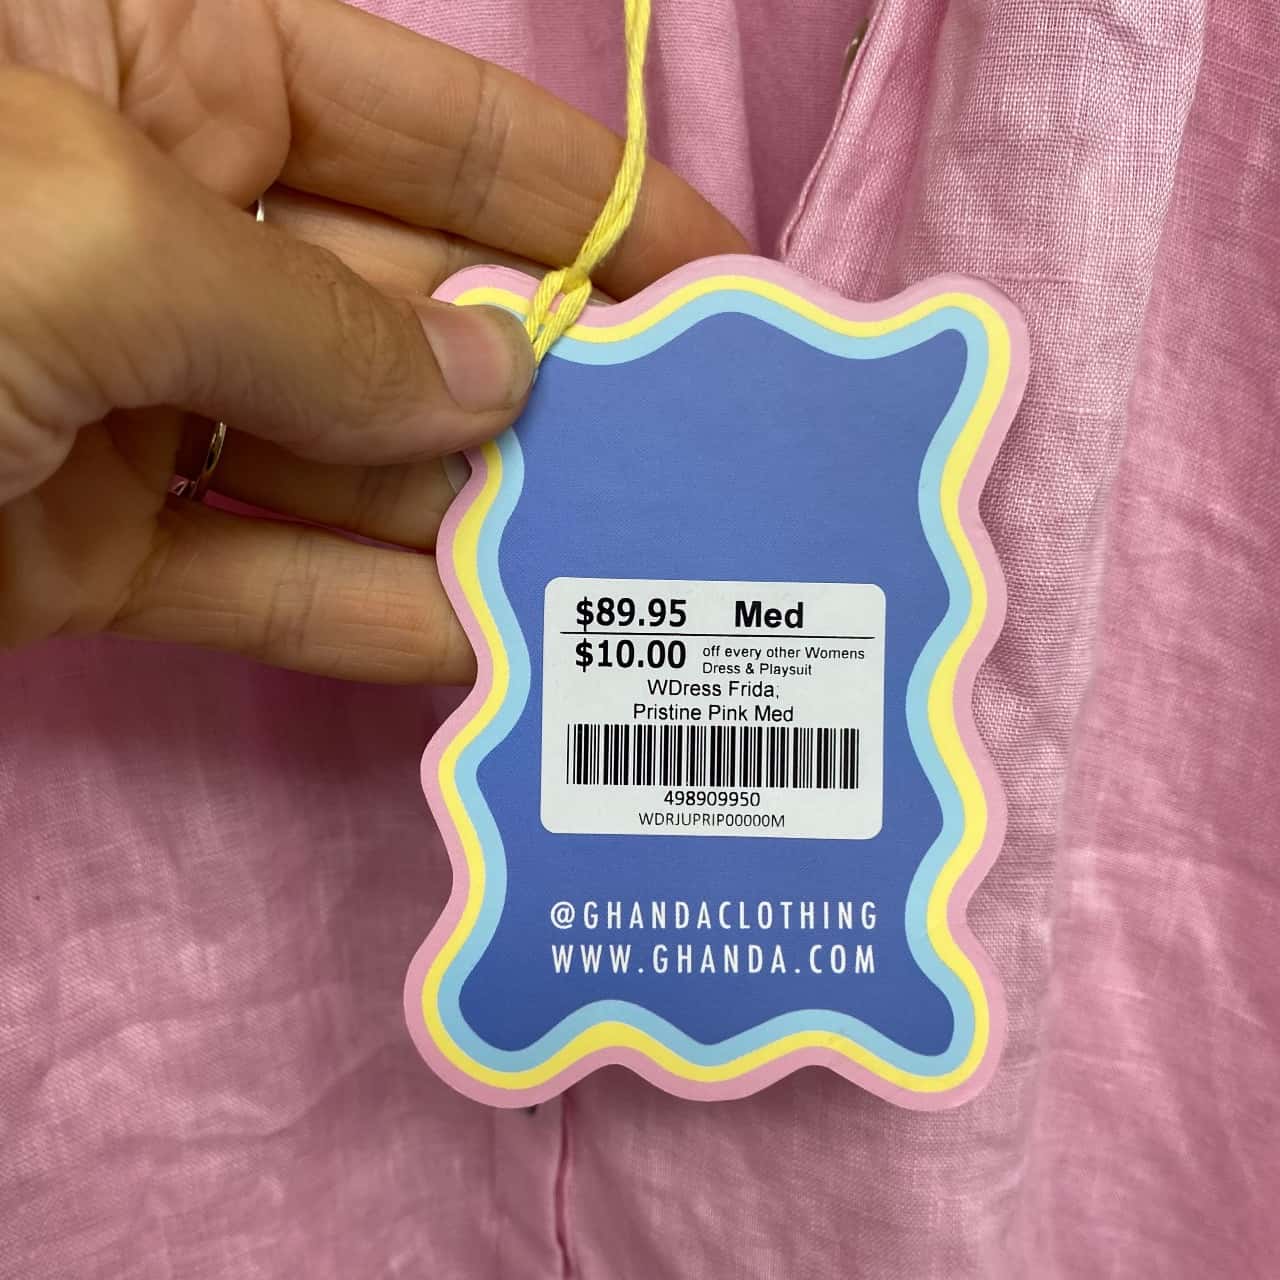 $89.95 Med
$10.00 off every other Womens
Dress & Playsuit
WDress Frida,
Pristine Pink Med
498909950
WDRJUPRIP00000M
@GHANDACLOTHING
WWW.GHANDA.COM